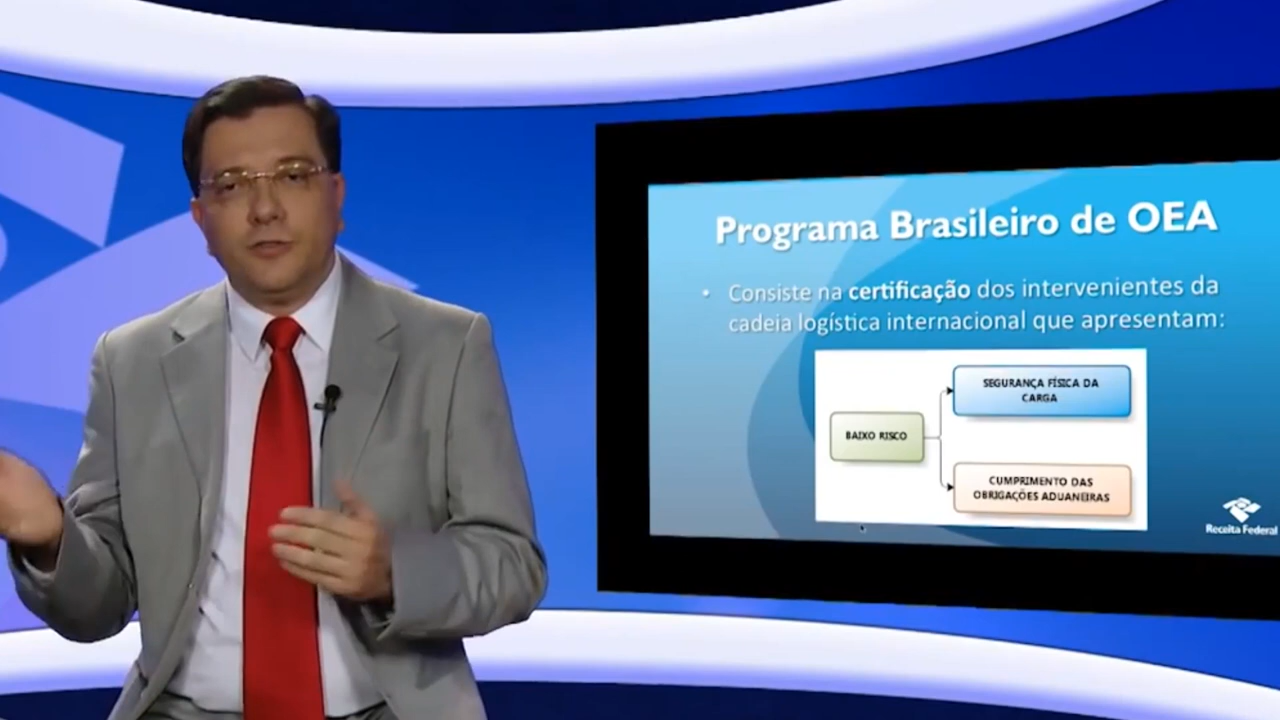 Programa Brasileiro de OEA
• Consiste na certificação dos intervenientes da
cadeia logística internacional que apresentam:
SEGURANÇA FÍSICA DA
CARGA
BAIXO RISCO
CUMPRIMENTO DAS
OBRIGAÇÕES ADUANEIRAS
Receita Federal